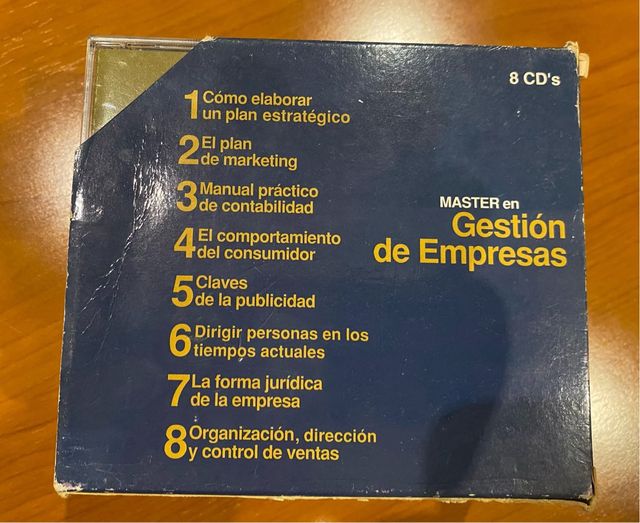 8 CD's
1 Cómo elaborar
un plan estratégico
2 El plan
de marketing
3 Manual práctico
de contabilidad
4 El comportamiento
del consumidor
5 Claves
de la publicidad
6 Dirigir personas en los
tiempos actuales
7 La forma jurídica
de la empresa
8 Organización, dirección
y control de ventas
MASTER en
Gestión
de Empresas